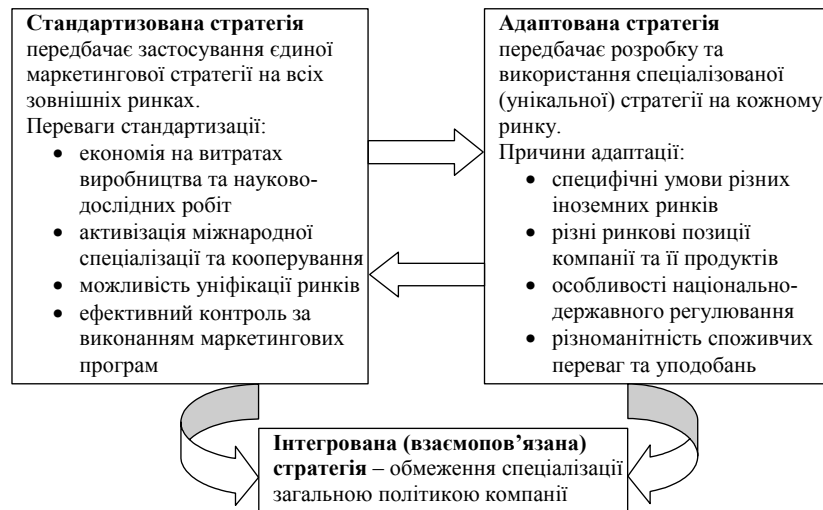 Стандартизована стратегія
передбачає застосування єдиної
маркетингової стратегії на всіх
зовнішніх ринках.
Переваги стандартизації:
• економія на витратах
виробництва та науково-
дослідних робіт
• активізація міжнародної
спеціалізації та кооперування
• можливість уніфікації ринків
• ефективний контроль за
виконанням маркетингових
програм
Адаптована стратегія
передбачає розробку та
використання спеціалізованої
(унікальної) стратегії на кожному
ринку.
Причини адаптації:
• специфічні умови різних
іноземних ринків
• різні ринкові позиції
компанії та її продуктів
• особливості національно-
державного регулювання
• різноманітність споживчих
переваг та уподобань
Інтегрована (взаємопов’язана)
стратегія – обмеження спеціалізації
загальною політикою компанії